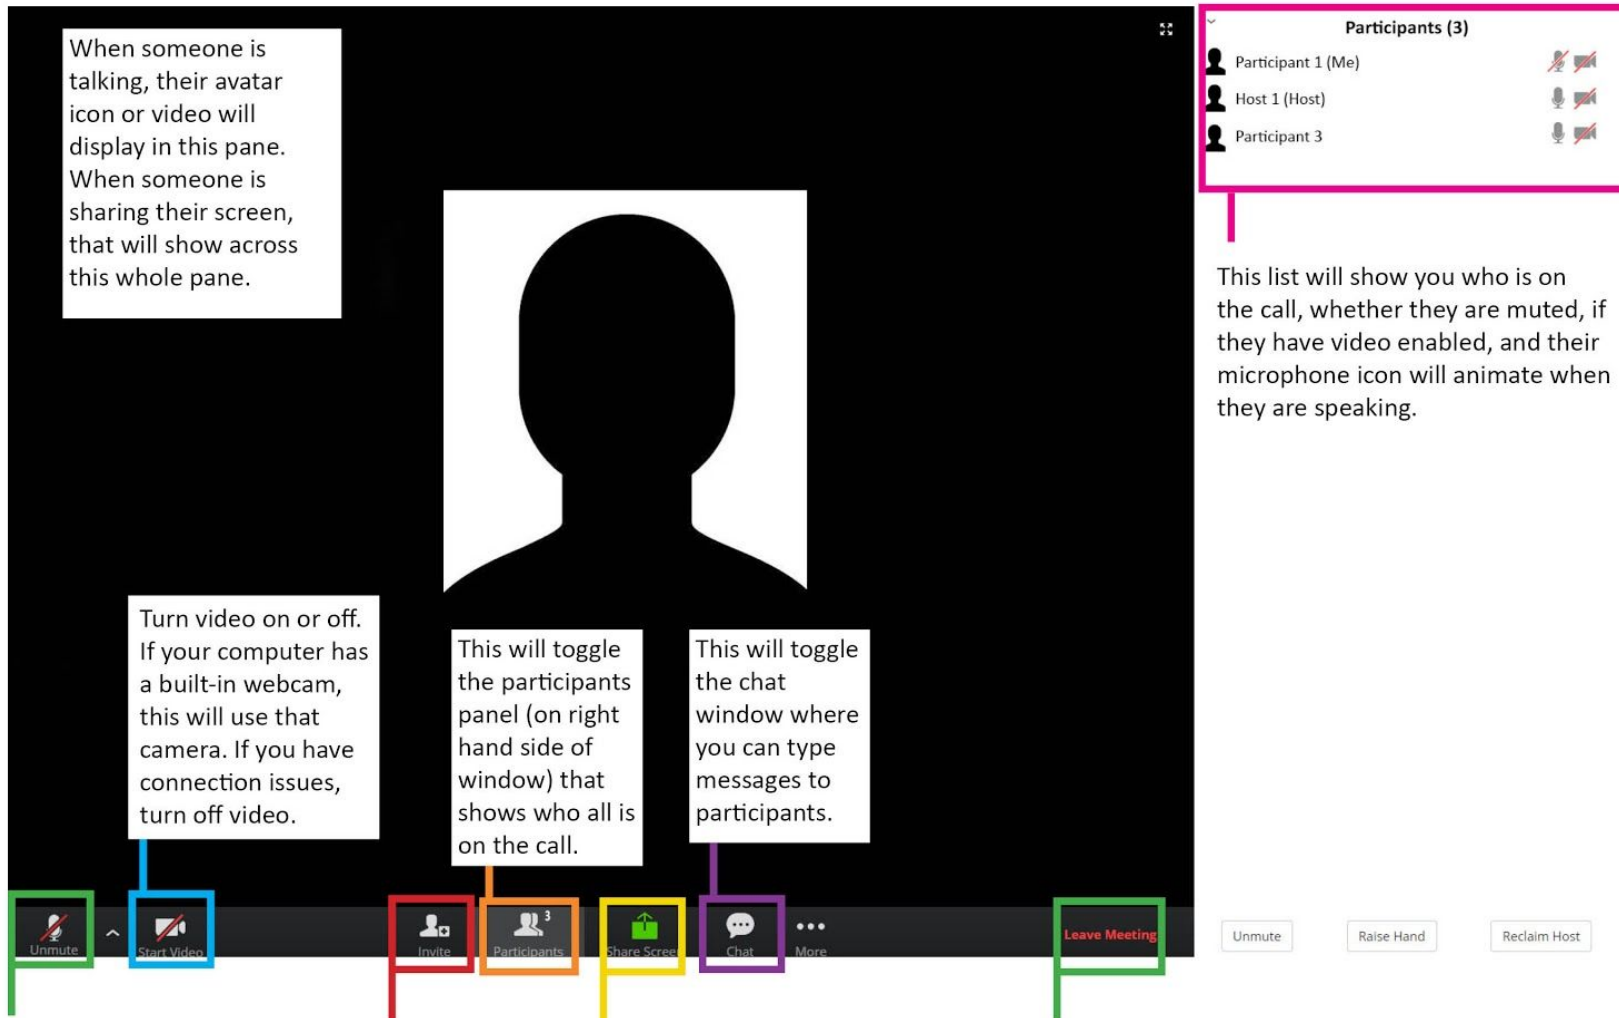 When someone is
talking, their avatar
icon or video will
display in this pane.
When someone is
sharing their screen,
that will show across
this whole pane.
Participants (3)
Participant 1 (Me)
Host 1 (Host)
Participant 3
This list will show you who is on
the call, whether they are muted, if
they have video enabled, and their
microphone icon will animate when
they are speaking.
Turn video on or off.
If your computer has
a built-in webcam,
this will use that
camera. If you have
connection issues,
turn off video.
This will toggle
the participants
panel (on right
hand side of
window) that
shows who all is
on the call.
This will toggle
the chat
window where
you can type
messages to
participants.
Unmute
Start Video
Invite
3
Participants
Share Screen
Chat
More
Leave Meeting
Unmute
Raise Hand
Reclaim Host